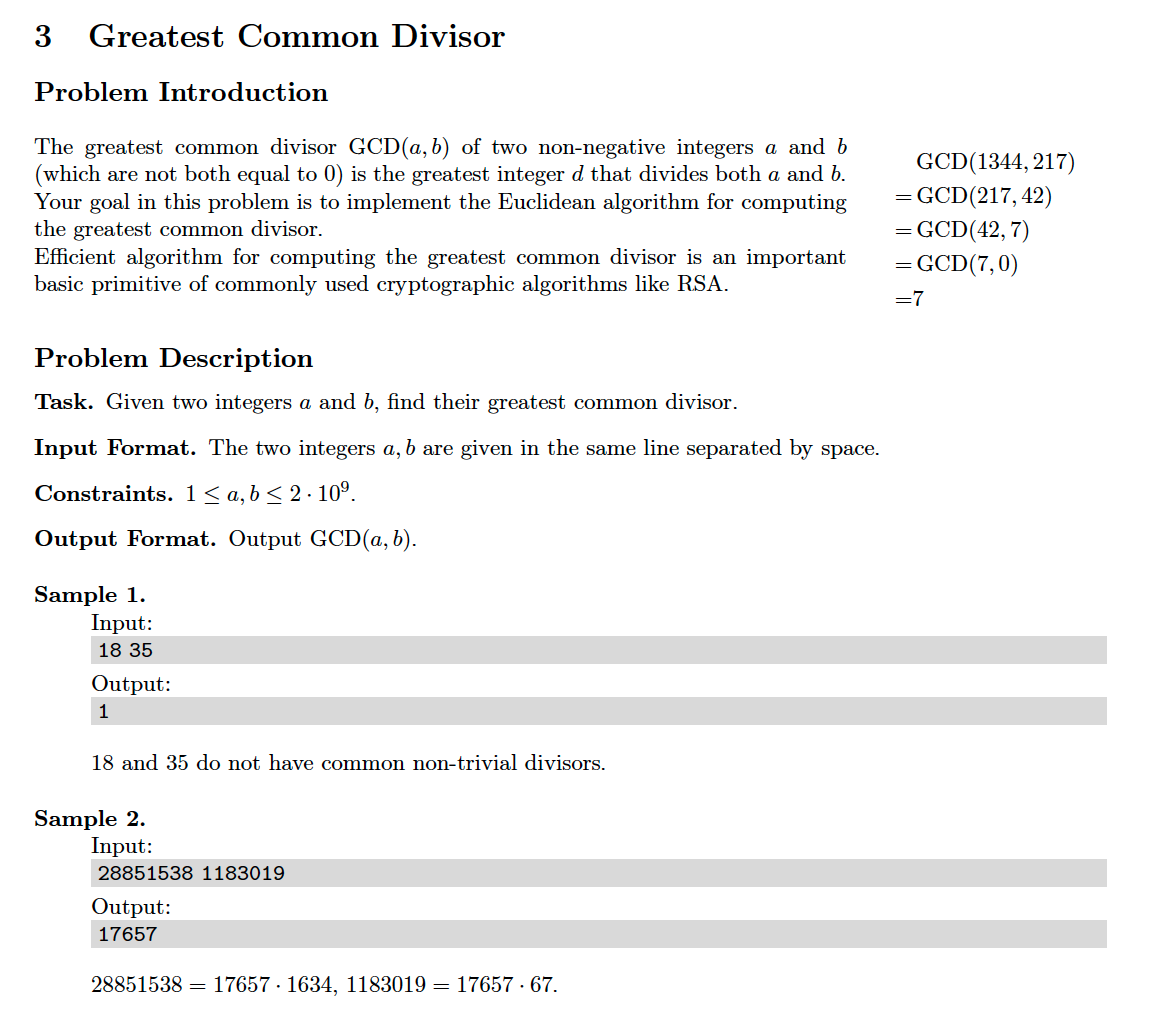 3 Greatest Common Divisor
Problem Introduction
The greatest common divisor GCD(a, b) of two non-negative integers a and b
(which are not both equal to 0) is the greatest integer d that divides both a and b.
Your goal in this problem is to implement the Euclidean algorithm for computing
the greatest common divisor.
Efficient algorithm for computing the greatest common divisor is an important
basic primitive of commonly used cryptographic algorithms like RSA.
GCD(1344, 217)
=GCD(217, 42)
=GCD(42, 7)
=GCD(7, 0)
=7
Problem Description
Task. Given two integers a and b, find their greatest common divisor.
Input Format. The two integers a, b are given in the same line separated by space.
Constraints. 1 ≤ a, b ≤ 2 · 10⁹.
Output Format. Output GCD(a, b).
Sample 1.
Input:
18 35
Output:
1
18 and 35 do not have common non-trivial divisors.
Sample 2.
Input:
28851538 1183019
Output:
17657
28851538 = 17657 · 1634, 1183019 = 17657 · 67.